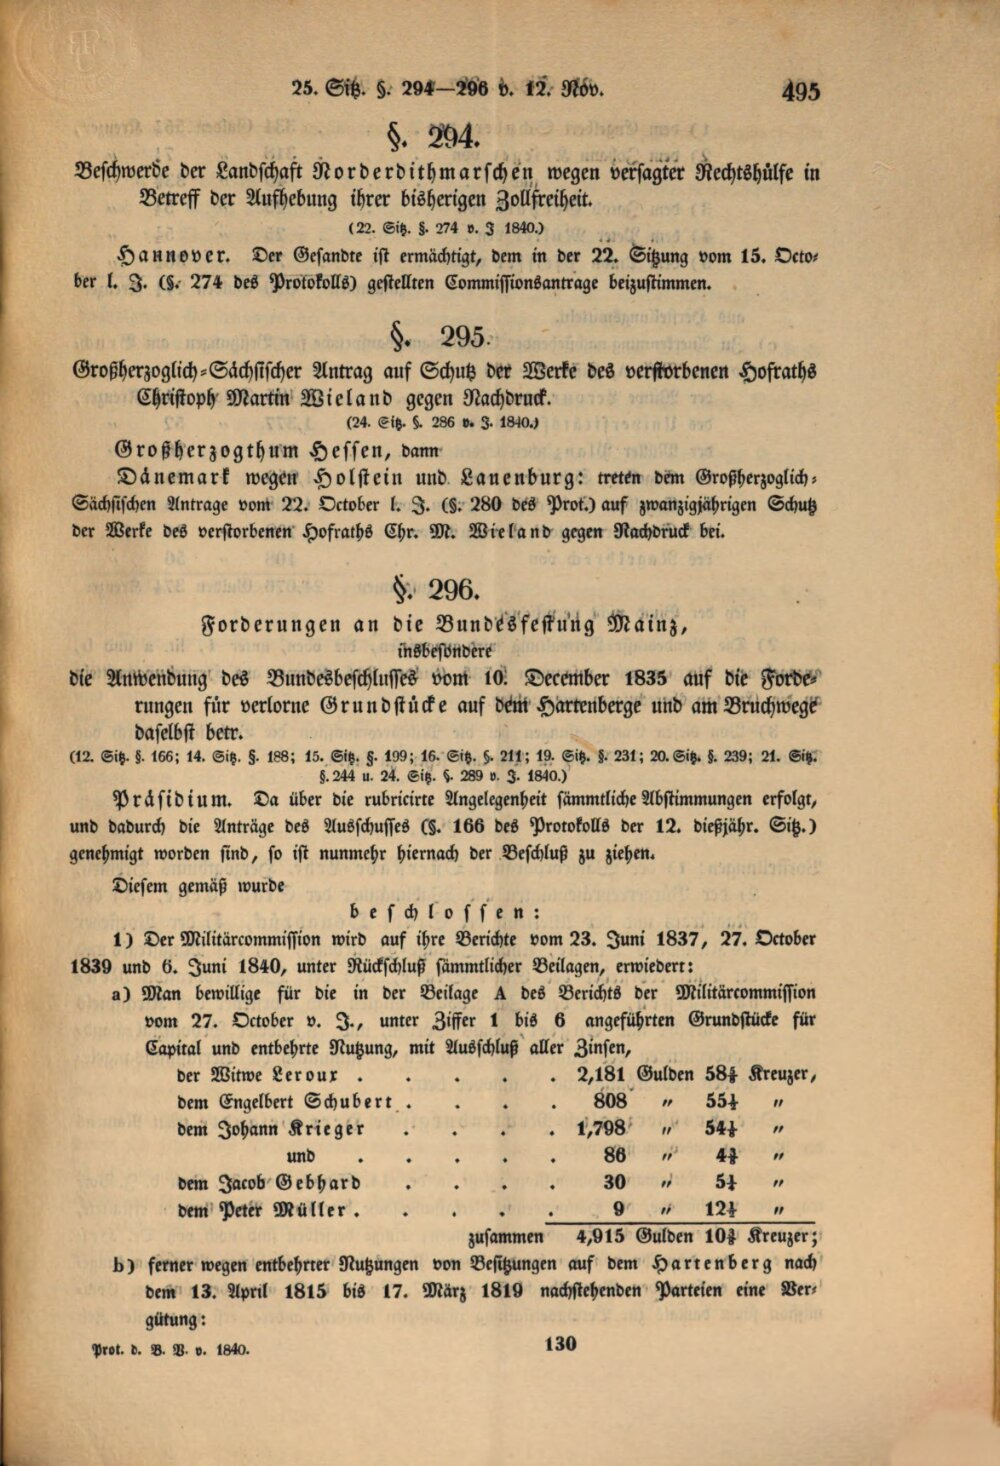 25. Sitz. §. 294—296 v. 12. Nov. 495
§. 294.
Beschwerde der Landschaft Norderdithmarschen wegen versagter Rechtshülfe in
Betreff der Aufhebung ihrer bisherigen Zollfreiheit.
(22. Sitz. §. 274 v. J 1840.)
Hannover. Der Gesandte ist ermächtigt, dem in der 22. Sitzung vom 15. Octo-
ber l. J. (§. 274 des Protokolls) gestellten Commissionsantrage beizustimmen.
§. 295.
Großherzoglich-Sächsischer Antrag auf Schutz der Werke des verstorbenen Hofraths
Christoph Martin Wieland gegen Nachdruck.
(24. Sitz. §. 286 v. J. 1840.)
Großherzogthum Hessen, dann
Dänemark wegen Holstein und Lauenburg: treten dem Großherzoglich-
Sächsischen Antrage vom 22. October l. J. (§. 280 des Prot.) auf zwanzigjährigen Schutz
der Werke des verstorbenen Hofraths Chr. M. Wieland gegen Nachdruck bei.
§. 296.
Forderungen an die Bundesfestung Mainz,
insbesondere
die Anwendung des Bundesbeschlusses vom 10. December 1835 auf die Forde-
rungen für verlorne Grundstücke auf dem Hartenberge und am Bruchwege
daselbst betr.
(12. Sitz. §. 166; 14. Sitz. §. 188; 15. Sitz. §. 199; 16. Sitz. §. 211; 19. Sitz. §. 231; 20. Sitz. §. 239; 21. Sitz.
§. 244 u. 24. Sitz. §. 289 v. J. 1840.)
Präsidium. Da über die rubricirte Angelegenheit sämmtliche Abstimmungen erfolgt,
und dadurch die Anträge des Ausschusses (§. 166 des Protokolls der 12. dießjähr. Sitz.)
genehmigt worden sind, so ist nunmehr hiernach der Beschluß zu ziehen.
Diesem gemäß wurde
beschlossen:
1) Der Militärcommission wird auf ihre Berichte vom 23. Juni 1837, 27. October
1839 und 6. Juni 1840, unter Rückschluß sämmtlicher Beilagen, erwiedert:
a) Man bewillige für die in der Beilage A des Berichts der Militärcommission
vom 27. October v. J., unter Ziffer 1 bis 6 angeführten Grundstücke für
Capital und entbehrte Nutzung, mit Ausschluß aller Zinsen,
der Witwe Leroux . . . . . 2,181 Gulden 58¾ Kreuzer,
dem Engelbert Schubert . . . . 808 „ 55¼ „
dem Johann Krieger . . . . 1,798 „ 54¼ „
und . . . . . 86 „ 4¾ „
dem Jacob Gebhard . . . . 30 „ 5¼ „
dem Peter Müller . . . . . 9 „ 12½ „
zusammen 4,915 Gulden 10¾ Kreuzer;
b) ferner wegen entbehrter Nutzungen von Besitzungen auf dem Hartenberg nach
dem 13. April 1815 bis 17. März 1819 nachstehenden Parteien eine Ver-
gütung:
Prot. d. B. V. v. 1840. 130